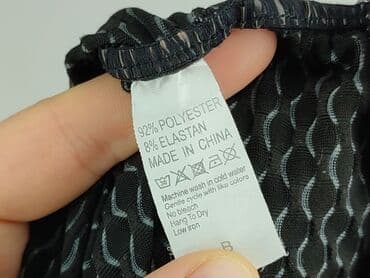 92% POLYESTER
8% ELASTAN
MADE IN CHINA
Machine wash in cold water
Gentle cycle with like colors
No bleach
Hang To Dry
Low iron
B